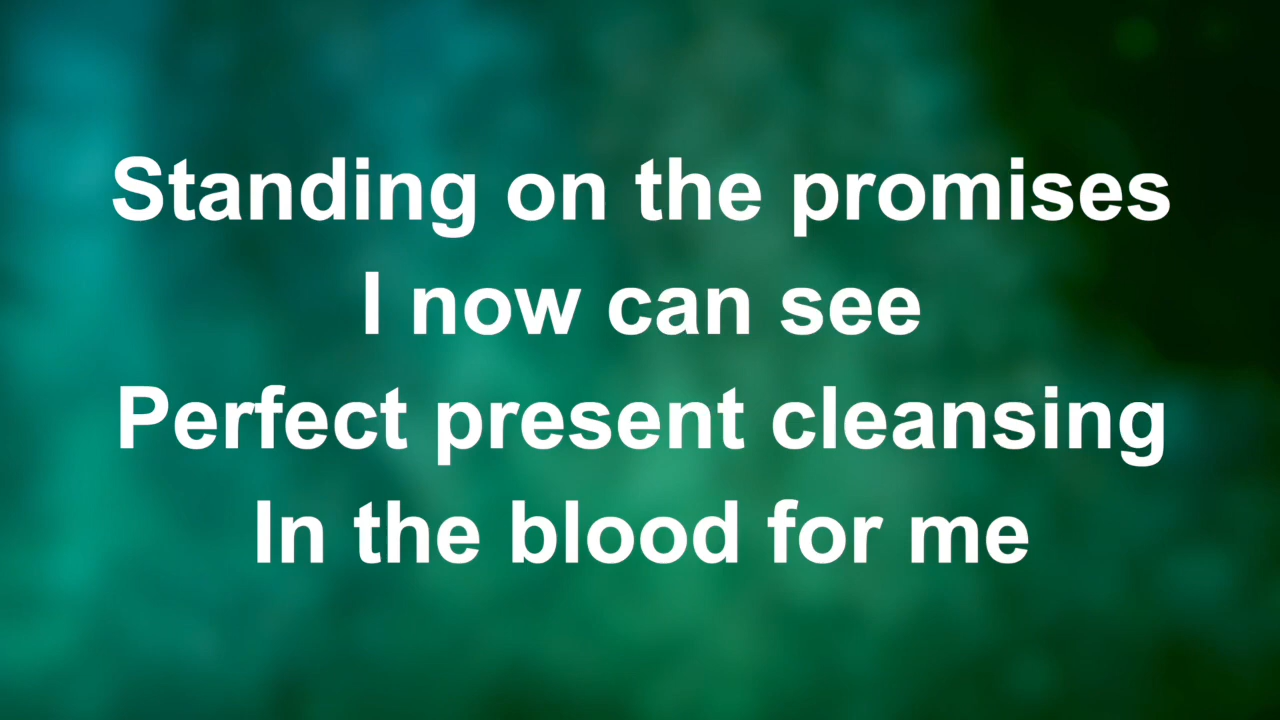 Standing on the promises
I now can see
Perfect present cleansing
In the blood for me